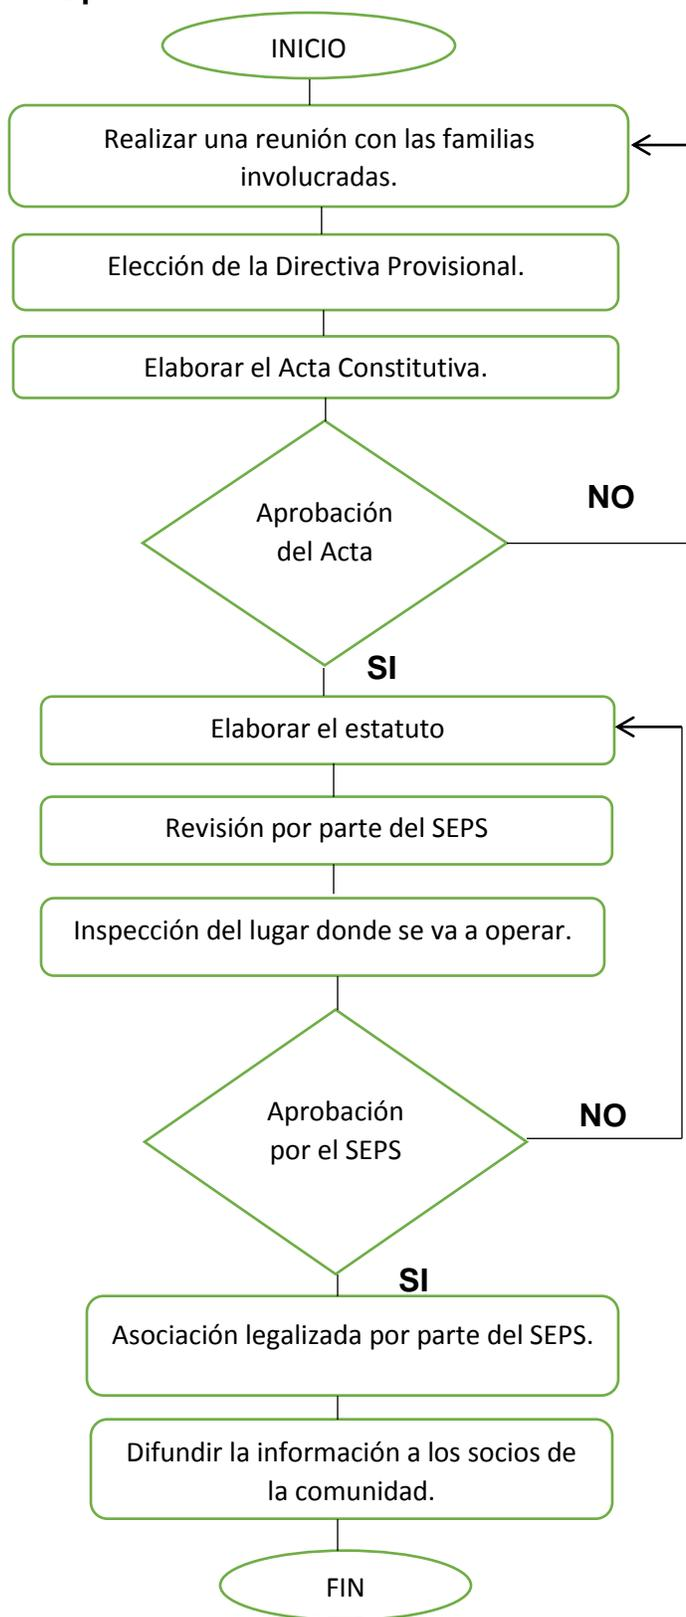 INICIO
Realizar una reunión con las familias
involucradas.
Elección de la Directiva Provisional.
Elaborar el Acta Constitutiva.
Aprobación
del Acta
NO
SI
Elaborar el estatuto
Revisión por parte del SEPS
Inspección del lugar donde se va a operar.
Aprobación
por el SEPS
NO
SI
Asociación legalizada por parte del SEPS.
Difundir la información a los socios de
la comunidad.
FIN